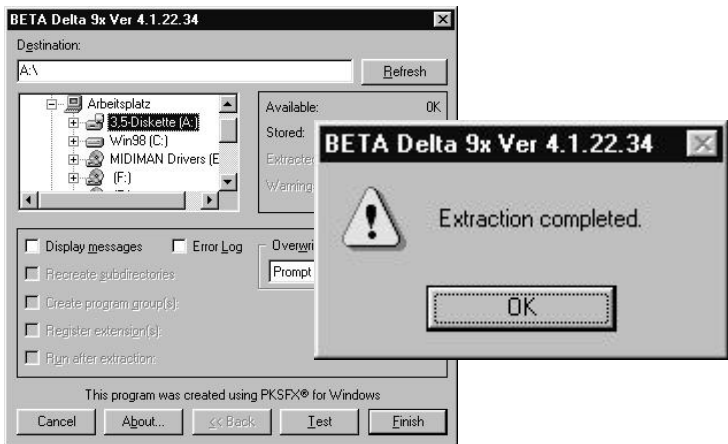 BETA Delta 9x Ver 4.1.22.34
Destination:
A:\
Refresh
Arbeitsplatz
3,5-Diskette (A:)
Win98 (C:)
MIDIMAN Drivers (E
(F:)
Available: 0K
Stored:
Extracte
Warning
Display messages
Error Log
Overwri
Prompt
Recreate subdirectories
Create program group(s):
Register extension(s):
Run after extraction:
This program was created using PKSFX® for Windows
Cancel
About...
<< Back
Test
Finish
BETA Delta 9x Ver 4.1.22.34
Extraction completed.
OK